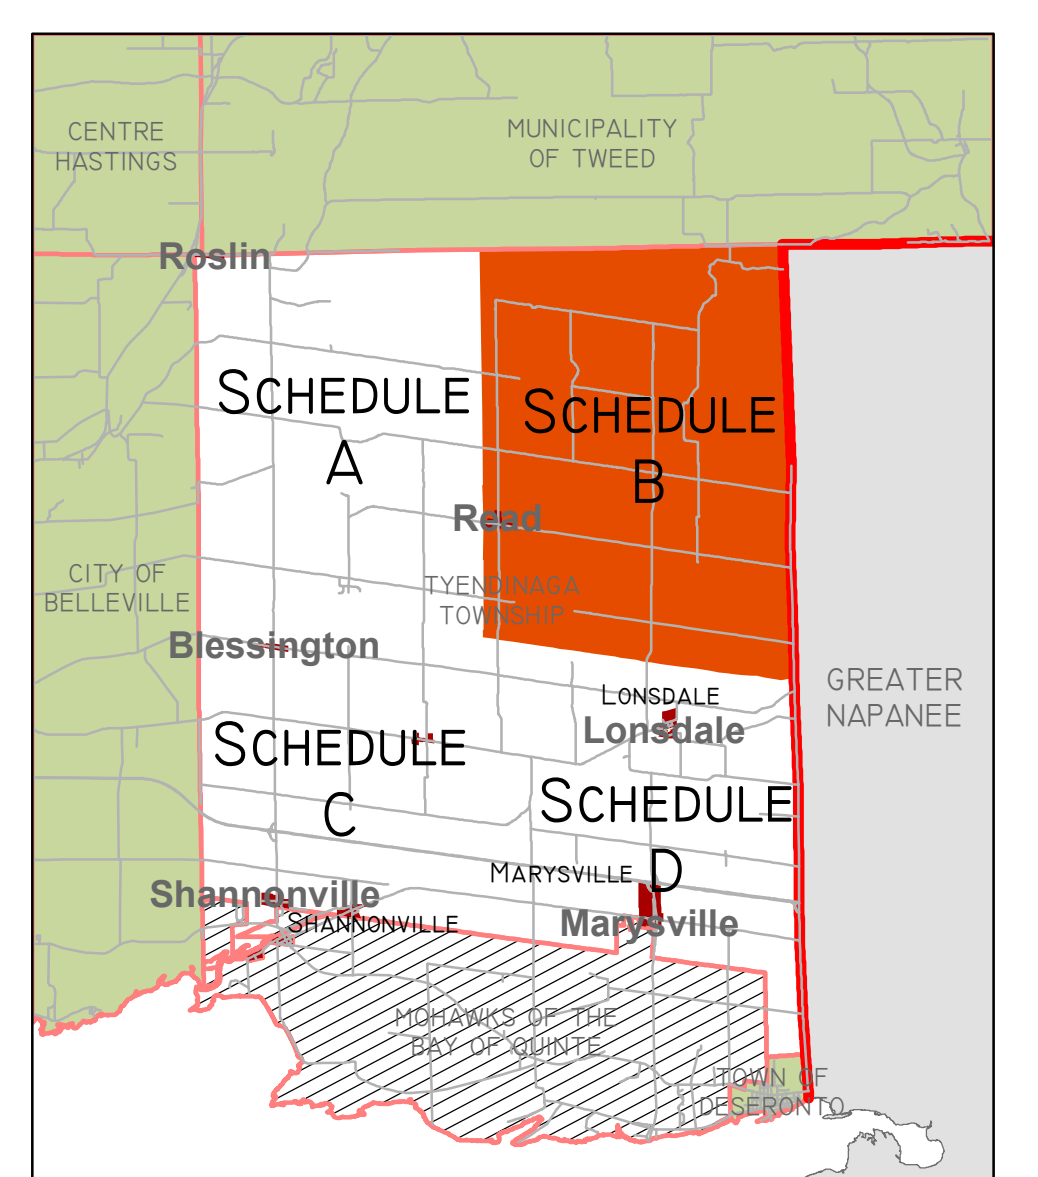 CENTRE
HASTINGS
MUNICIPALITY
OF TWEED
Roslin
SCHEDULE
A
SCHEDULE
B
Read
CITY OF
BELLEVILLE
TYENDINAGA
TOWNSHIP
Blessington
GREATER
NAPANEE
LONSDALE
Lonsdale
SCHEDULE
C
SCHEDULE
D
MARYSVILLE
Marysville
Shannonville
SHANNONVILLE
MOHAWKS OF THE
BAY OF QUINTE
TOWN OF
DESERONTO